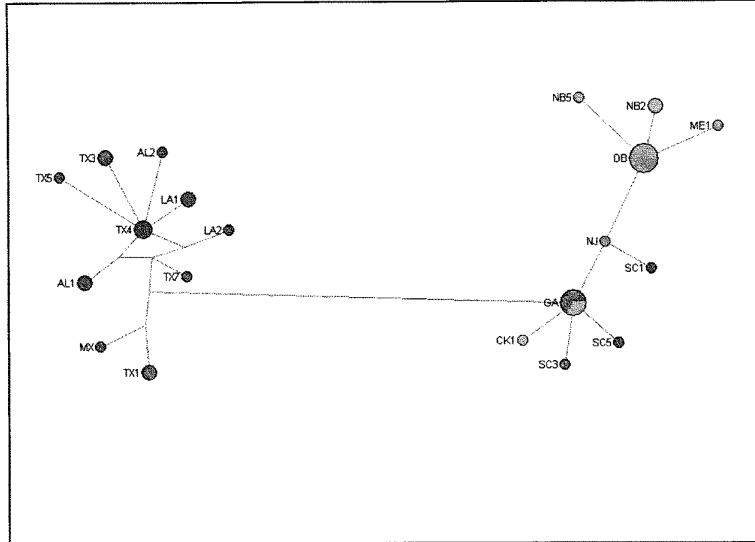 NB5
NB2
ME1
DB
AL2
TX3
TX5
LA1
TX4
LA2
NJ
SC1
TX7
AL1
GA
CK1
SC5
SC3
MX
TX1